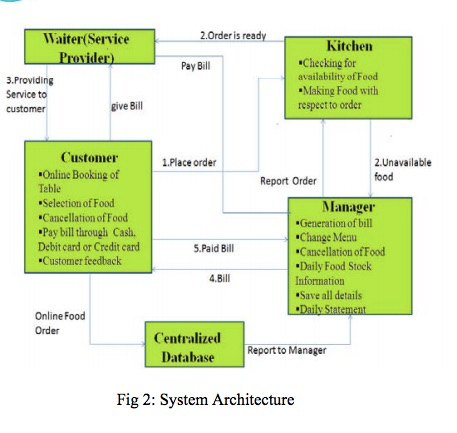 Waiter(Service
Provider)
2.Order is ready
Kitchen
▪Checking for
availability of Food
▪Making Food with
respect to order
Pay Bill
3.Providing
Service to
customer
give Bill
Customer
▪Online Booking of
Table
▪Selection of Food
▪Cancellation of Food
▪Pay bill through Cash,
Debit card or Credit card
▪Customer feedback
1.Place order
Report Order
2.Unavailable
food
Manager
▪Generation of bill
▪Change Menu
▪Cancellation of Food
▪Daily Food Stock
Information
▪Save all details
▪Daily Statement
5.Paid Bill
4.Bill
Online Food
Order
Centralized
Database
Report to Manager
Fig 2: System Architecture